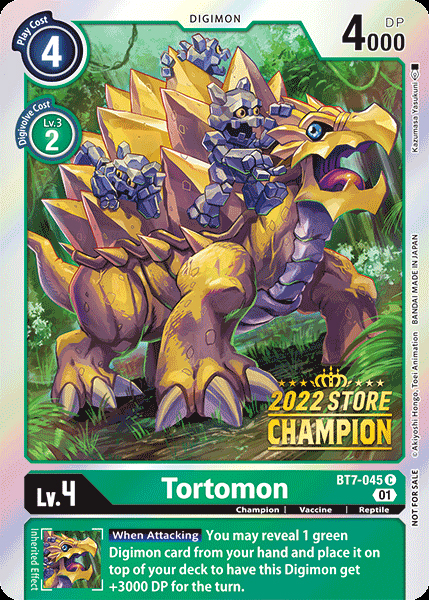 Play Cost
4
DIGIMON
DP
4000
Digivolve Cost
Lv.3
2
Kazumasa Yasukuni
©Akiyoshi Hongo, Toei Animation BANDAI MADE IN JAPAN
2022 STORE
CHAMPION
BT7-045 C
Lv.4
Tortomon
01
Champion | Vaccine | Reptile
NOT FOR SALE
Inherited Effect
When Attacking You may reveal 1 green
Digimon card from your hand and place it on
top of your deck to have this Digimon get
+3000 DP for the turn.